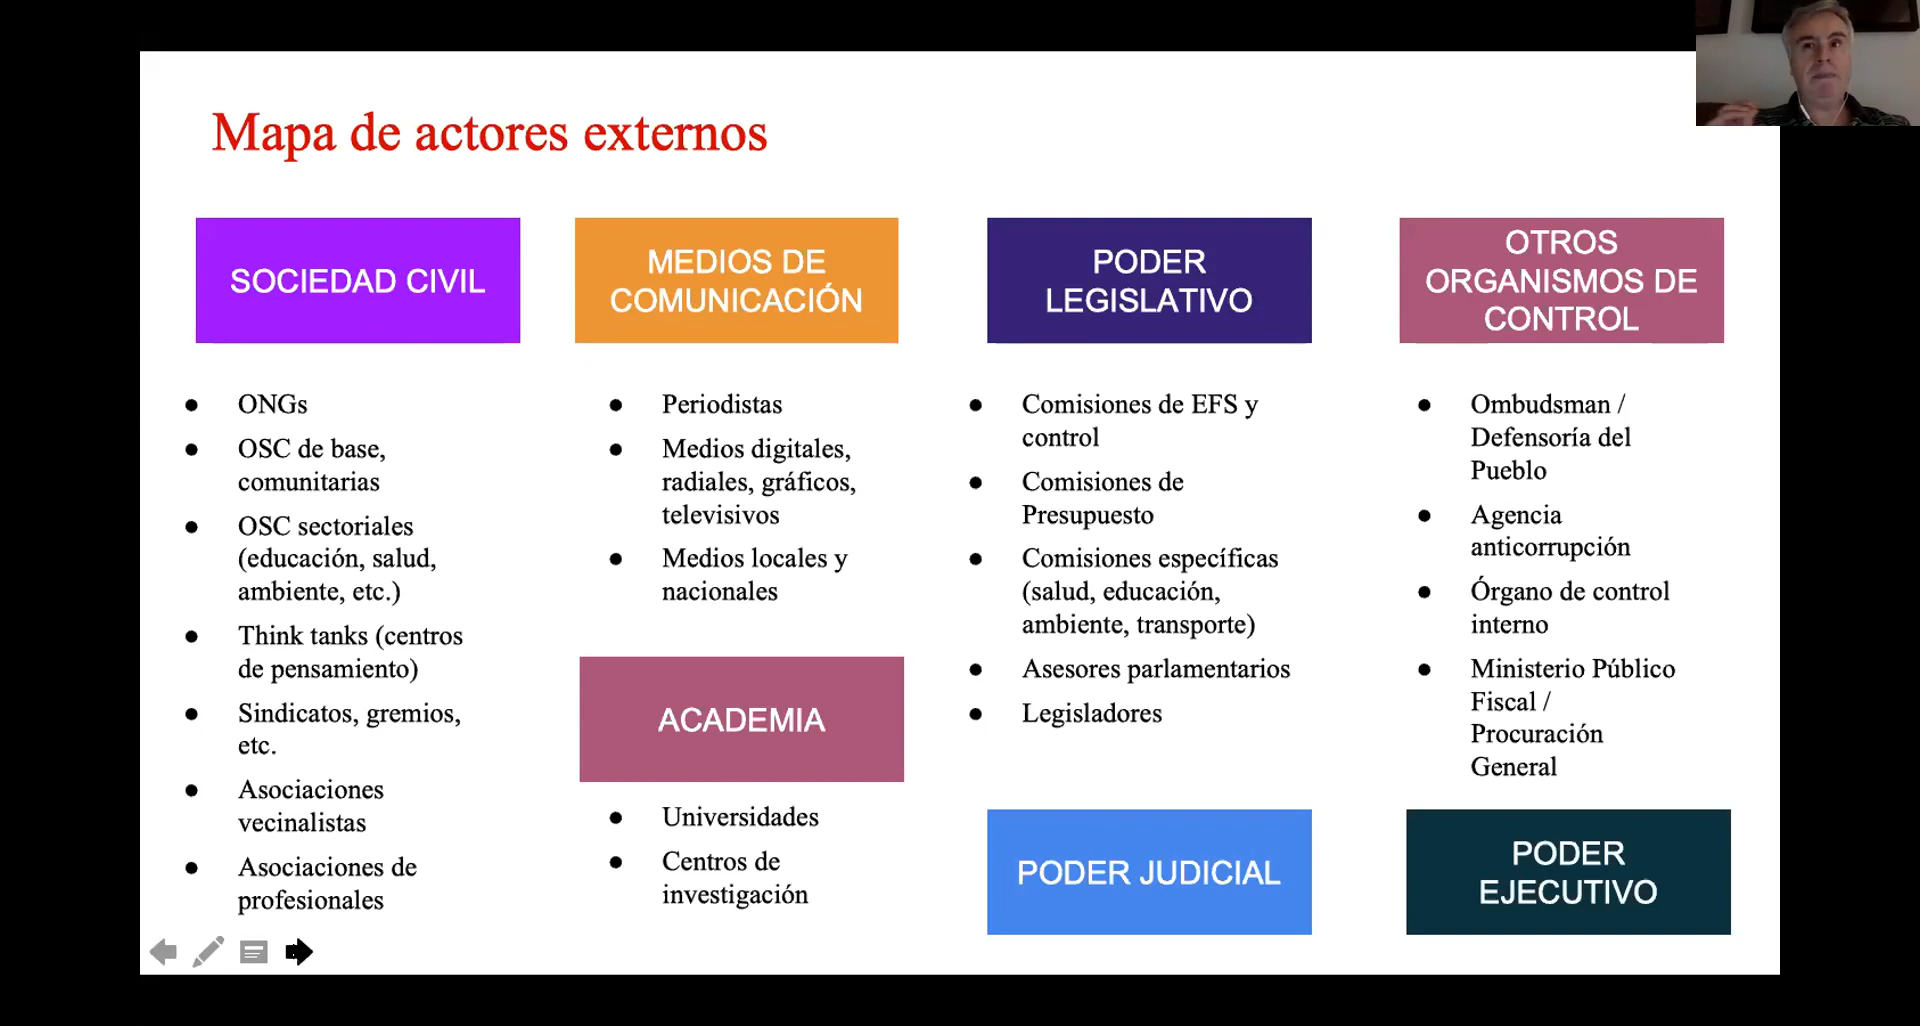 Mapa de actores externos
SOCIEDAD CIVIL
● ONGs
● OSC de base,
comunitarias
● OSC sectoriales
(educación, salud,
ambiente, etc.)
● Think tanks (centros
de pensamiento)
● Sindicatos, gremios,
etc.
● Asociaciones
vecinalistas
● Asociaciones de
profesionales
MEDIOS DE
COMUNICACIÓN
● Periodistas
● Medios digitales,
radiales, gráficos,
televisivos
● Medios locales y
nacionales
ACADEMIA
● Universidades
● Centros de
investigación
PODER
LEGISLATIVO
● Comisiones de EFS y
control
● Comisiones de
Presupuesto
● Comisiones específicas
(salud, educación,
ambiente, transporte)
● Asesores parlamentarios
● Legisladores
PODER JUDICIAL
OTROS
ORGANISMOS DE
CONTROL
● Ombudsman /
Defensoría del
Pueblo
● Agencia
anticorrupción
● Órgano de control
interno
● Ministerio Público
Fiscal /
Procuración
General
PODER
EJECUTIVO